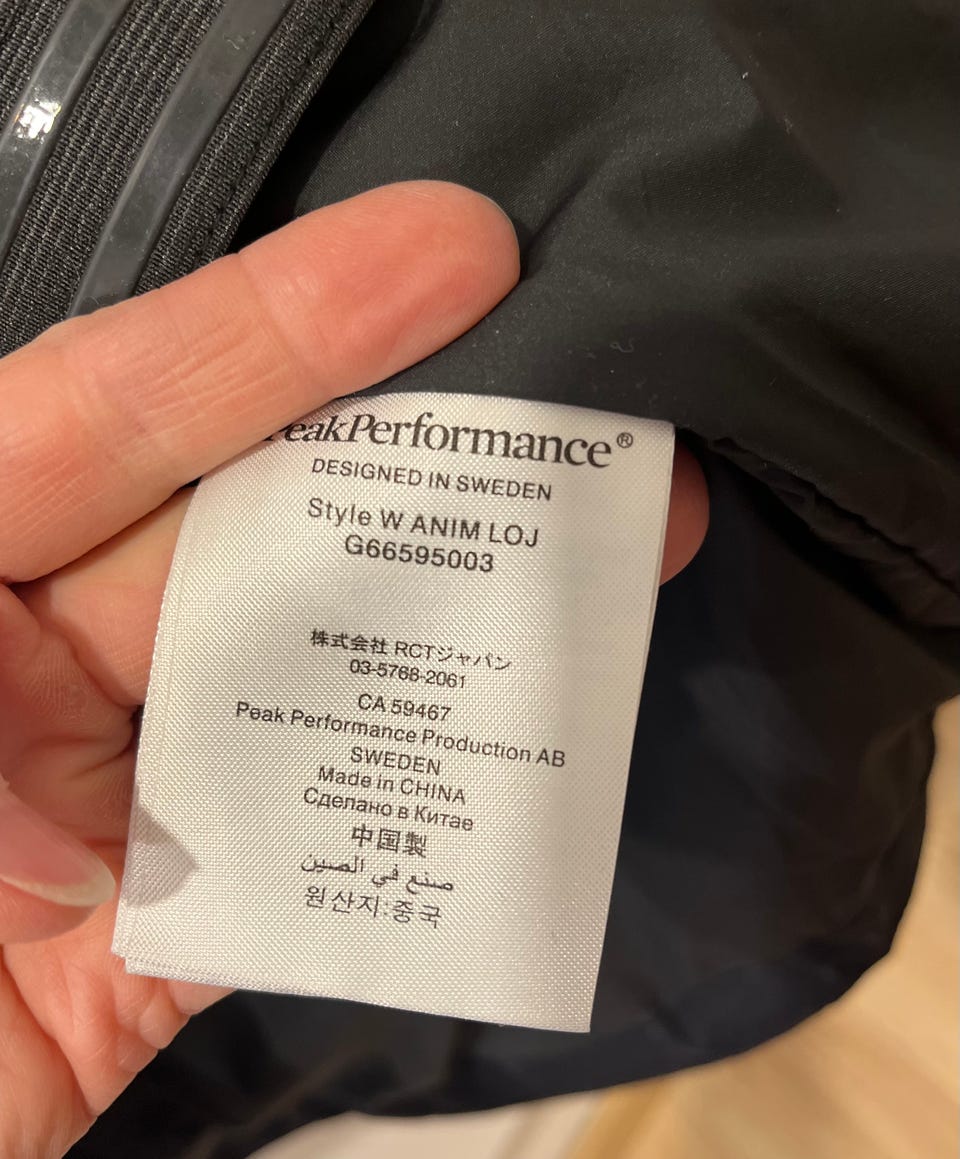 PeakPerformance®
DESIGNED IN SWEDEN
Style W ANIM LOJ
G66595003
株式会社 RCTジャパン
03-5768-2061
CA 59467
Peak Performance Production AB
SWEDEN
Made in CHINA
Сделано в Китае
中国製
صنع في الصين
원산지:중국